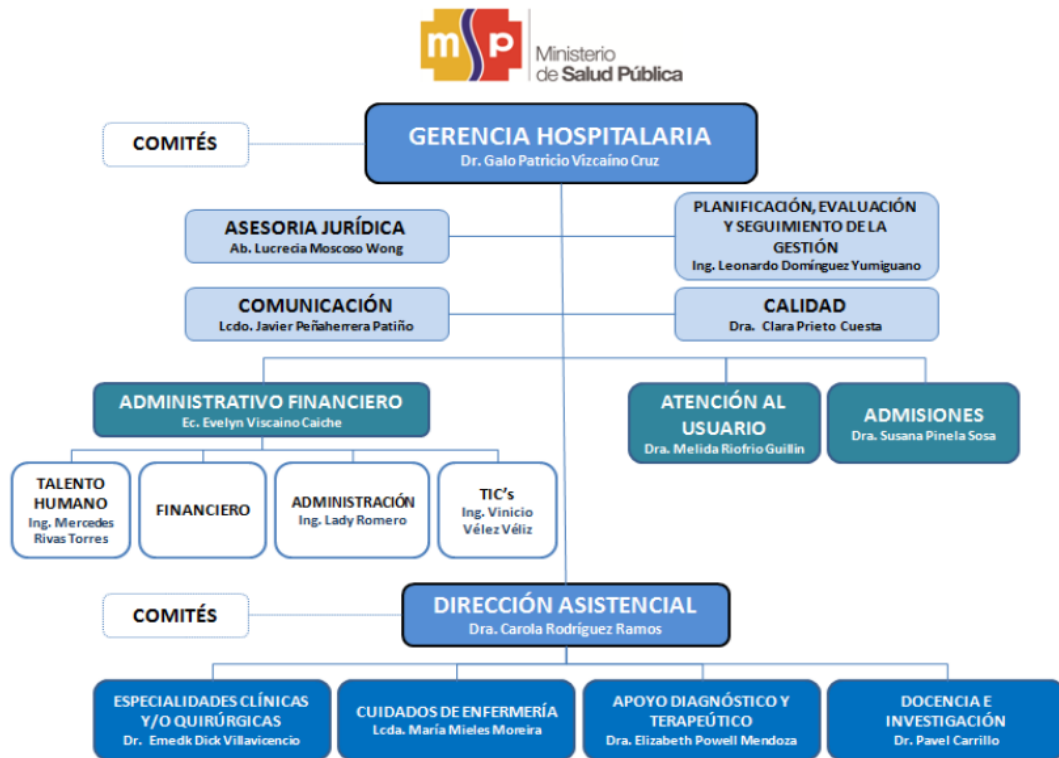 msp
Ministerio
de Salud Pública
COMITÉS
GERENCIA HOSPITALARIA
Dr. Galo Patricio Vizcaíno Cruz
ASESORIA JURÍDICA
Ab. Lucrecia Moscoso Wong
PLANIFICACIÓN, EVALUACIÓN
Y SEGUIMIENTO DE LA
GESTIÓN
Ing. Leonardo Domínguez Yumiguano
COMUNICACIÓN
Lcdo. Javier Peñaherrera Patiño
CALIDAD
Dra. Clara Prieto Cuesta
ADMINISTRATIVO FINANCIERO
Ec. Evelyn Viscaino Caiche
ATENCIÓN AL
USUARIO
Dra. Melida Riofrio Guillin
ADMISIONES
Dra. Susana Pinela Sosa
TALENTO
HUMANO
Ing. Mercedes
Rivas Torres
FINANCIERO
ADMINISTRACIÓN
Ing. Lady Romero
TIC's
Ing. Vinicio
Vélez Véliz
COMITÉS
DIRECCIÓN ASISTENCIAL
Dra. Carola Rodríguez Ramos
ESPECIALIDADES CLÍNICAS
Y/O QUIRÚRGICAS
Dr. Emedk Dick Villavicencio
CUIDADOS DE ENFERMERÍA
Lcda. María Mieles Moreira
APOYO DIAGNÓSTICO Y
TERAPEÚTICO
Dra. Elizabeth Powell Mendoza
DOCENCIA E
INVESTIGACIÓN
Dr. Pavel Carrillo